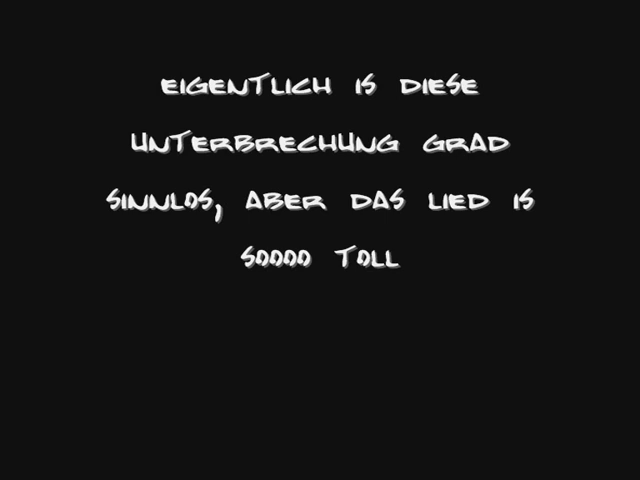 EIGENTLICH IS DIESE
UNTERBRECHUNG GRAD
SINNLOS, ABER DAS LIED IS
SOOOO TOLL